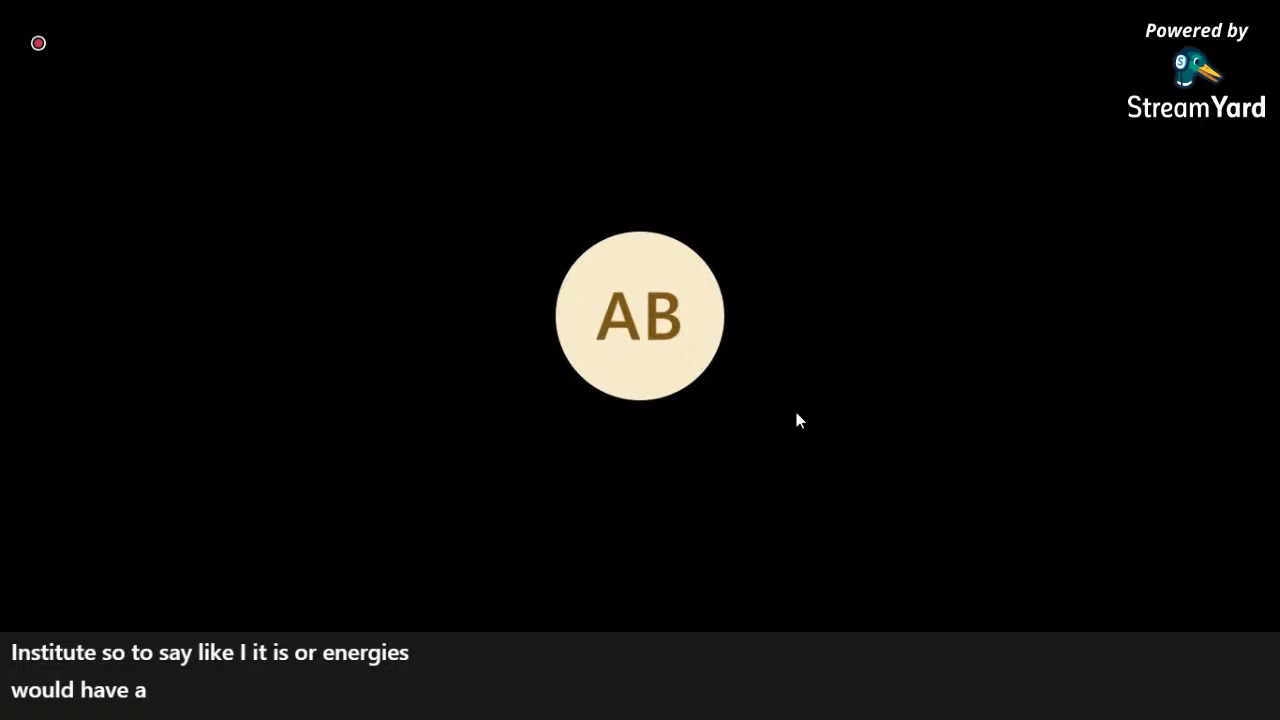 Powered by
S
StreamYard
AB
Institute so to say like I it is or energies
would have a